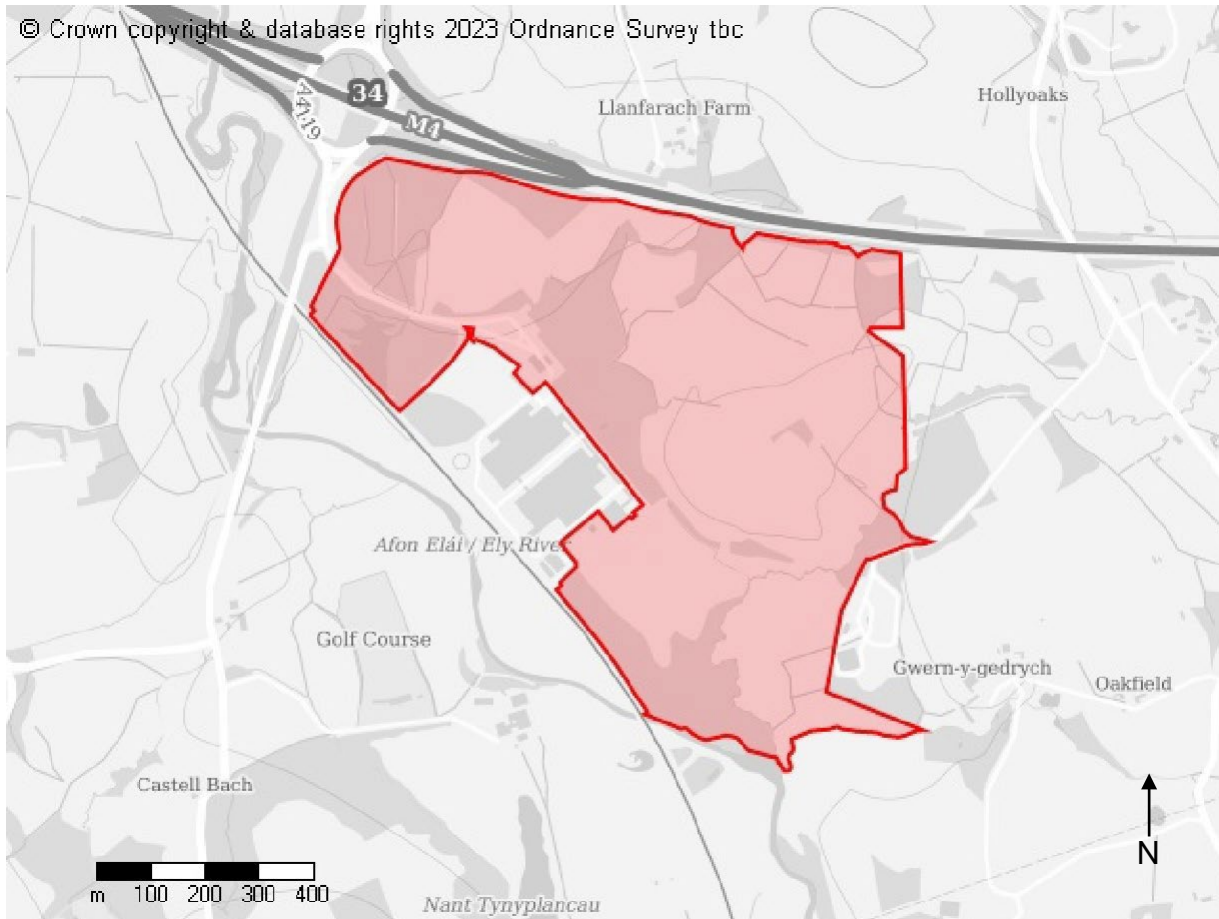 © Crown copyright & database rights 2023 Ordnance Survey tbc
34
A4119
M4
Llanfarach Farm
Hollyoaks
Afon Elái / Ely River
Golf Course
Gwern-y-gedrych
Oakfield
Castell Bach
N
m 100 200 300 400
Nant Tynyplancau